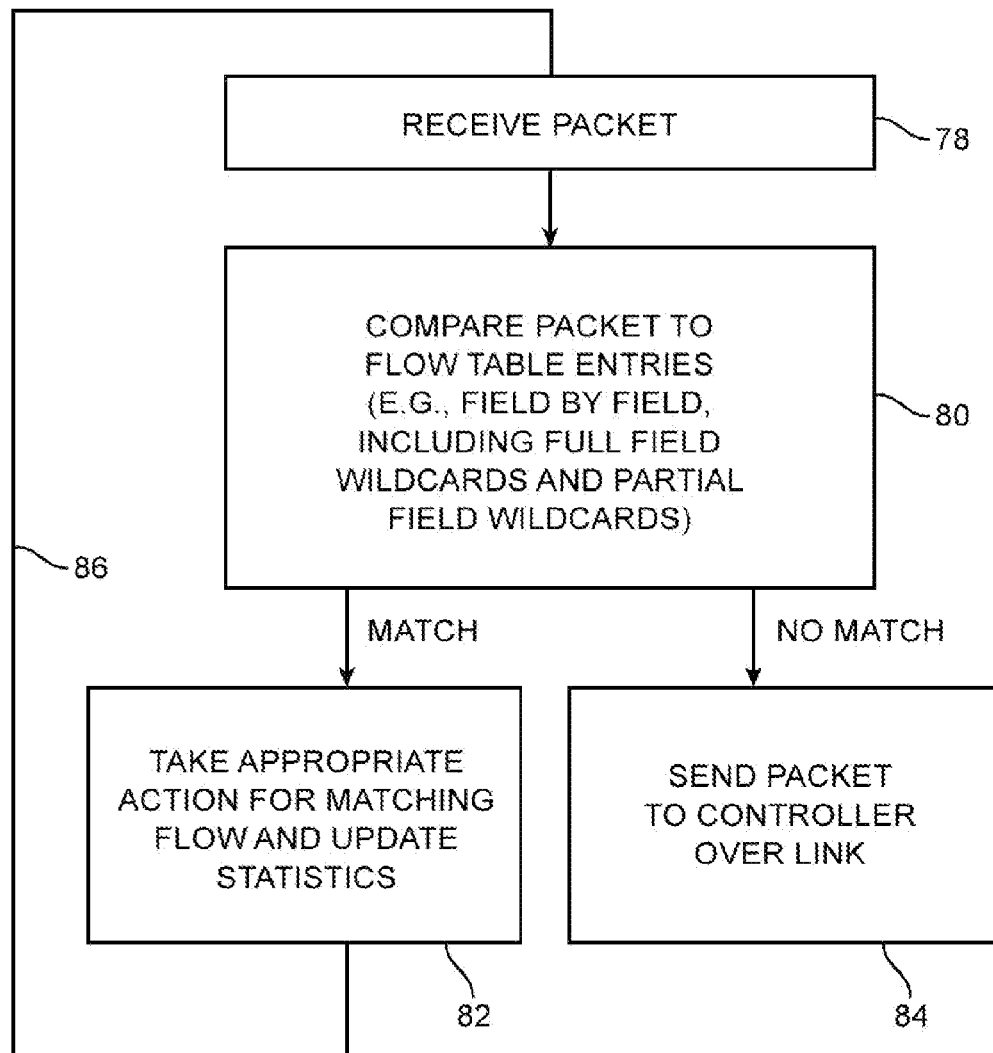 RECEIVE PACKET
78
COMPARE PACKET TO
FLOW TABLE ENTRIES
(E.G., FIELD BY FIELD,
INCLUDING FULL FIELD
WILDCARDS AND PARTIAL
FIELD WILDCARDS)
80
86
MATCH
NO MATCH
TAKE APPROPRIATE
ACTION FOR MATCHING
FLOW AND UPDATE
STATISTICS
SEND PACKET
TO CONTROLLER
OVER LINK
82
84